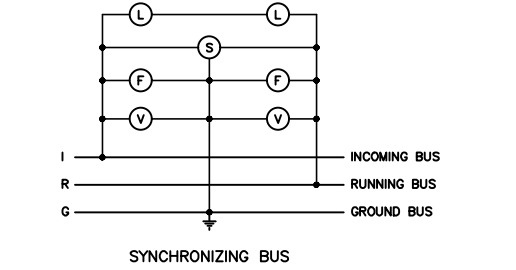 L L
S
F F
V V
I INCOMING BUS
R RUNNING BUS
G GROUND BUS
SYNCHRONIZING BUS